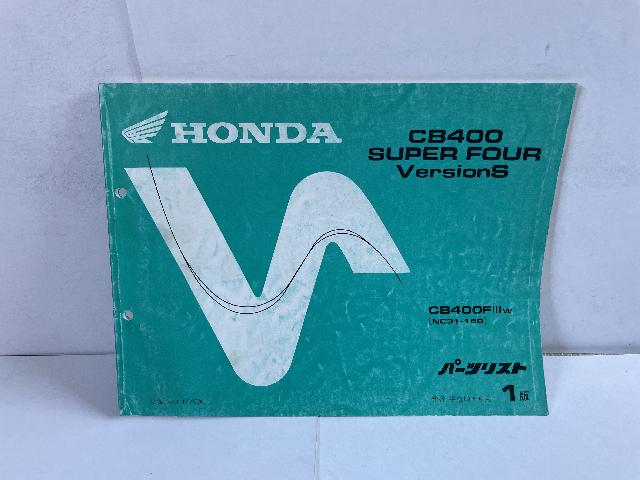 HONDA
CB400
SUPER FOUR
VersionS
CB400FIIIW
(NC31-160)
パーツリスト
1版